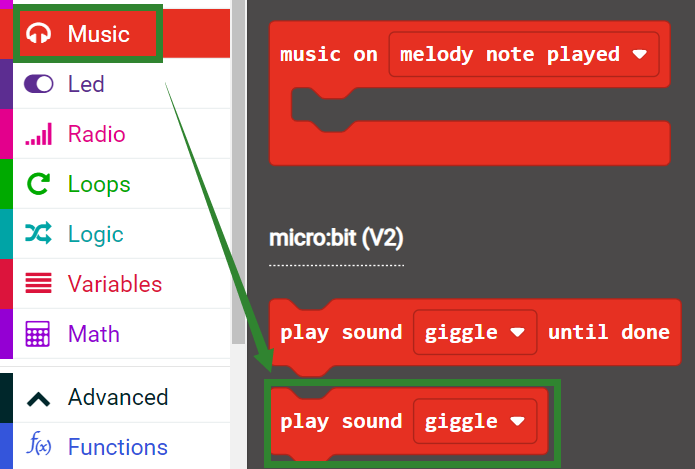 Music
Led
Radio
Loops
Logic
Variables
Math
Advanced
f(x) Functions
music on melody note played
micro:bit (V2)
play sound giggle until done
play sound giggle